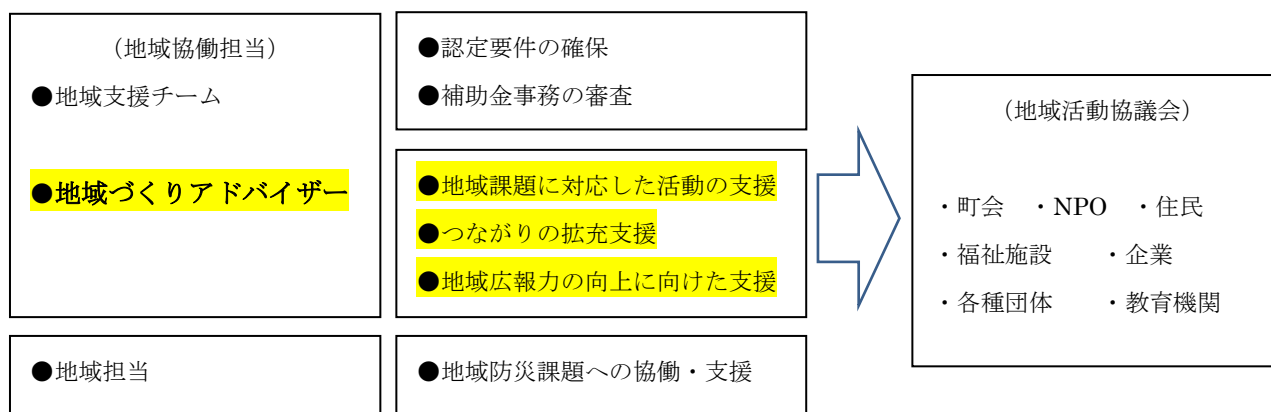 （地域協働担当）
●地域支援チーム
●地域づくりアドバイザー
●認定要件の確保
●補助金事務の審査
●地域課題に対応した活動の支援
●つながりの拡充支援
●地域広報力の向上に向けた支援
●地域担当
●地域防災課題への協働・支援
（地域活動協議会）
・町会　・NPO　・住民
・福祉施設　　・企業
・各種団体　　・教育機関